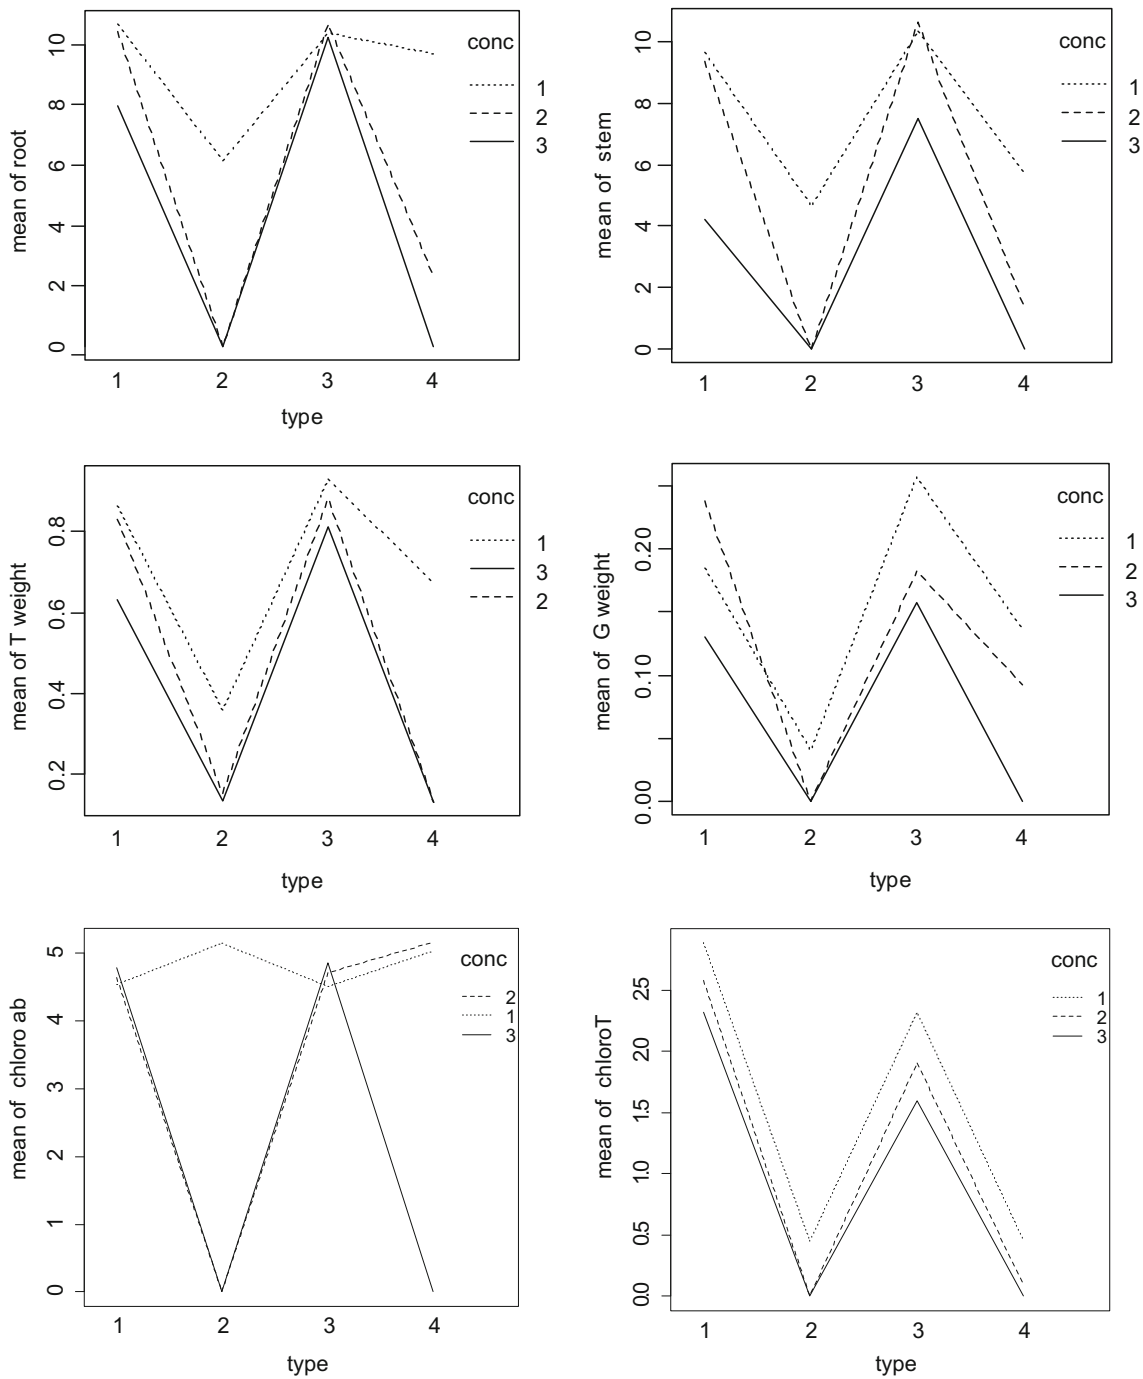 mean of root
10
8
6
4
2
0
1 2 3 4
type
conc
1
2
3
mean of stem
10
8
6
4
2
0
1 2 3 4
conc
1
2
3
mean of T weight
0.8
0.6
0.4
0.2
1 2 3 4
type
conc
1
3
2
mean of G weight
0.20
0.10
0.00
1 2 3 4
type
conc
1
2
3
mean of chloro ab
5
4
3
2
1
0
1 2 3 4
type
conc
2
1
3
mean of chloroT
2.5
2.0
1.5
1.0
0.5
0.0
1 2 3 4
type
conc
1
2
3